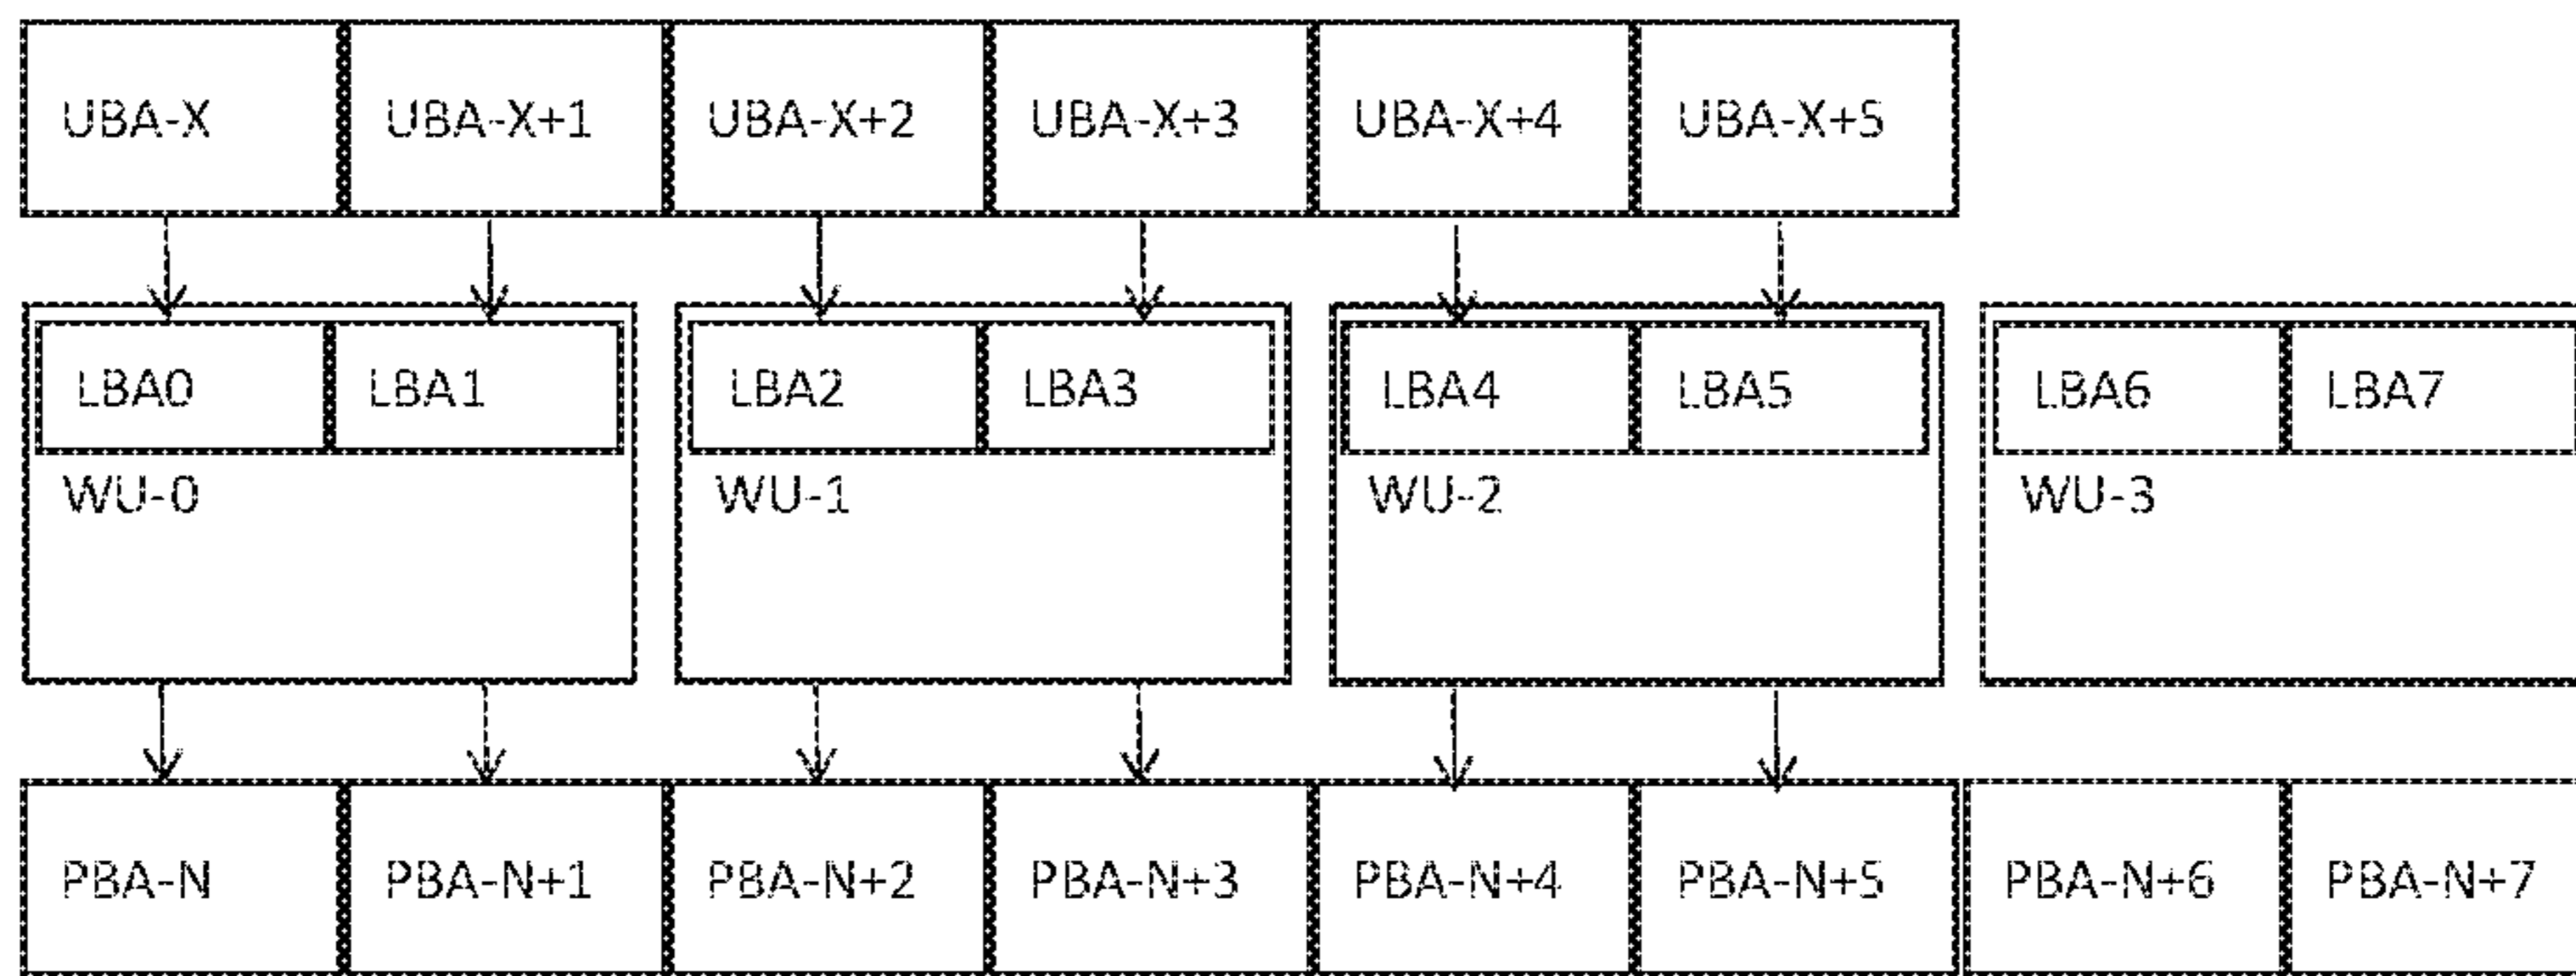 UBA-X UBA-X+1 UBA-X+2 UBA-X+3 UBA-X+4 UBA-X+5
LBA0 LBA1 LBA2 LBA3 LBA4 LBA5 LBA6 LBA7
WU-0 WU-1 WU-2 WU-3
PBA-N PBA-N+1 PBA-N+2 PBA-N+3 PBA-N+4 PBA-N+5 PBA-N+6 PBA-N+7